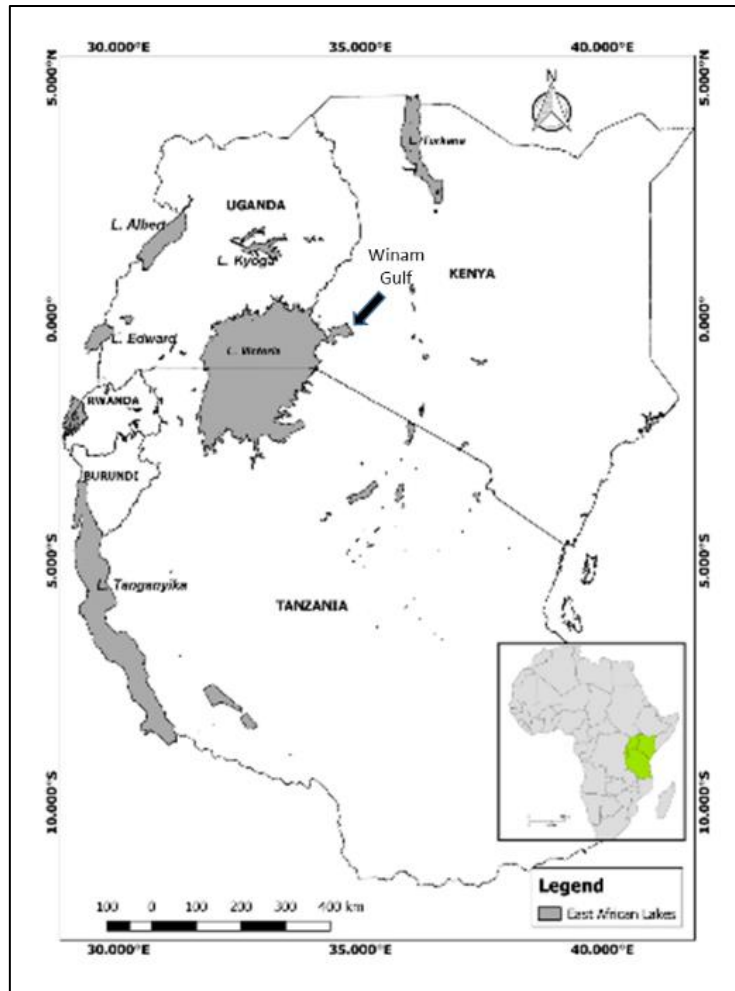 30.000°E
35.000°E
40.000°E
5.000°N
5.000°N
N
L. Turkana
UGANDA
L. Albert
L. Kyoga
Winam
Gulf
KENYA
0.000°
0.000°
L. Edward
L. Victoria
RWANDA
BURUNDI
5.000°S
5.000°S
L. Tanganyika
TANZANIA
10.000°S
10.000°S
Legend
East African Lakes
100 0 100 200 300 400 km
30.000°E
35.000°E
40.000°E